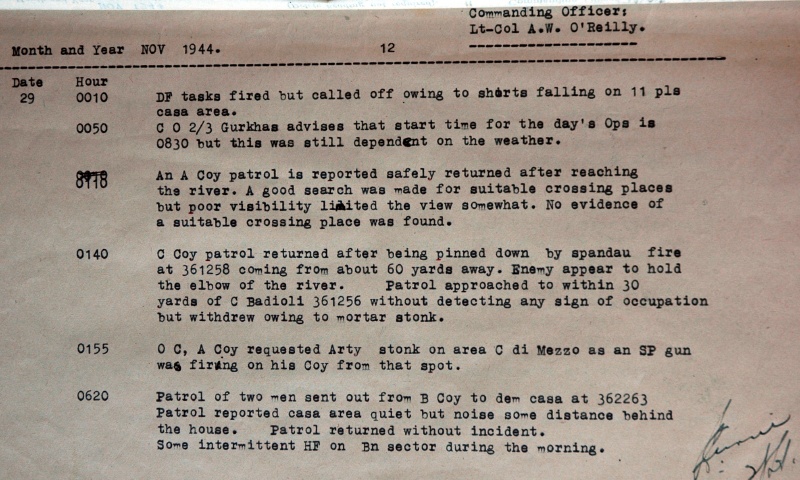 Commanding Officer:
Lt-Col A.W. O'Reilly.
Month and Year NOV 1944. 12
Date Hour
29 0010 DF tasks fired but called off owing to shorts falling on 11 pls
casa area.
0050 C O 2/3 Gurkhas advises that start time for the day's Ops is
0830 but this was still dependent on the weather.
An A Coy patrol is reported safely returned after reaching
the river. A good search was made for suitable crossing places
but poor visibility limited the view somewhat. No evidence of
a suitable crossing place was found.
0140 C Coy patrol returned after being pinned down by spandau fire
at 361258 coming from about 60 yards away. Enemy appear to hold
the elbow of the river. Patrol approached to within 30
yards of C Badioli 361256 without detecting any sign of occupation
but withdrew owing to mortar stonk.
0155 O C, A Coy requested Arty stonk on area C di Mezzo as an SP gun
was firing on his Coy from that spot.
0620 Patrol of two men sent out from B Coy to dem casa at 362263
Patrol reported casa area quiet but noise some distance behind
the house. Patrol returned without incident.
Some intermittent HF on Bn sector during the morning.